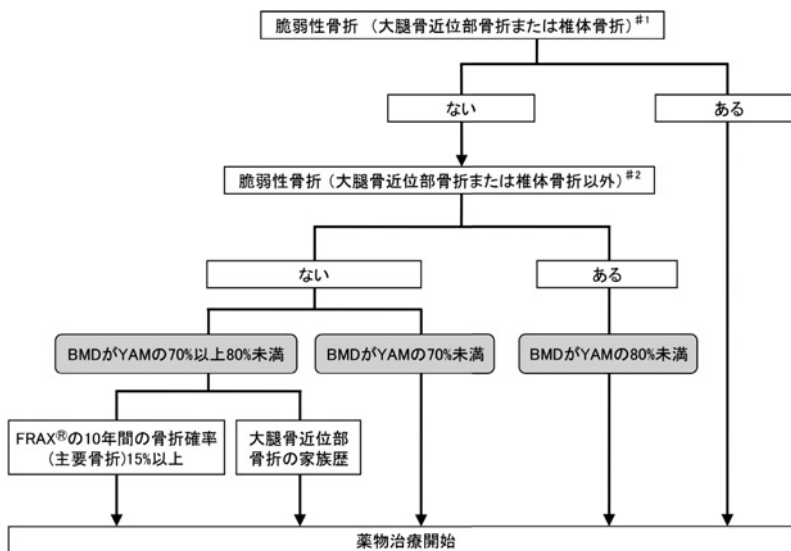 脆弱性骨折 (大腿骨近位部骨折または椎体骨折)#1
ない
ある
脆弱性骨折 (大腿骨近位部骨折または椎体骨折以外)#2
ない
ある
BMDがYAMの70%以上80%未満
BMDがYAMの70%未満
BMDがYAMの80%未満
FRAX®の10年間の骨折確率
(主要骨折)15%以上
大腿骨近位部
骨折の家族歴
薬物治療開始